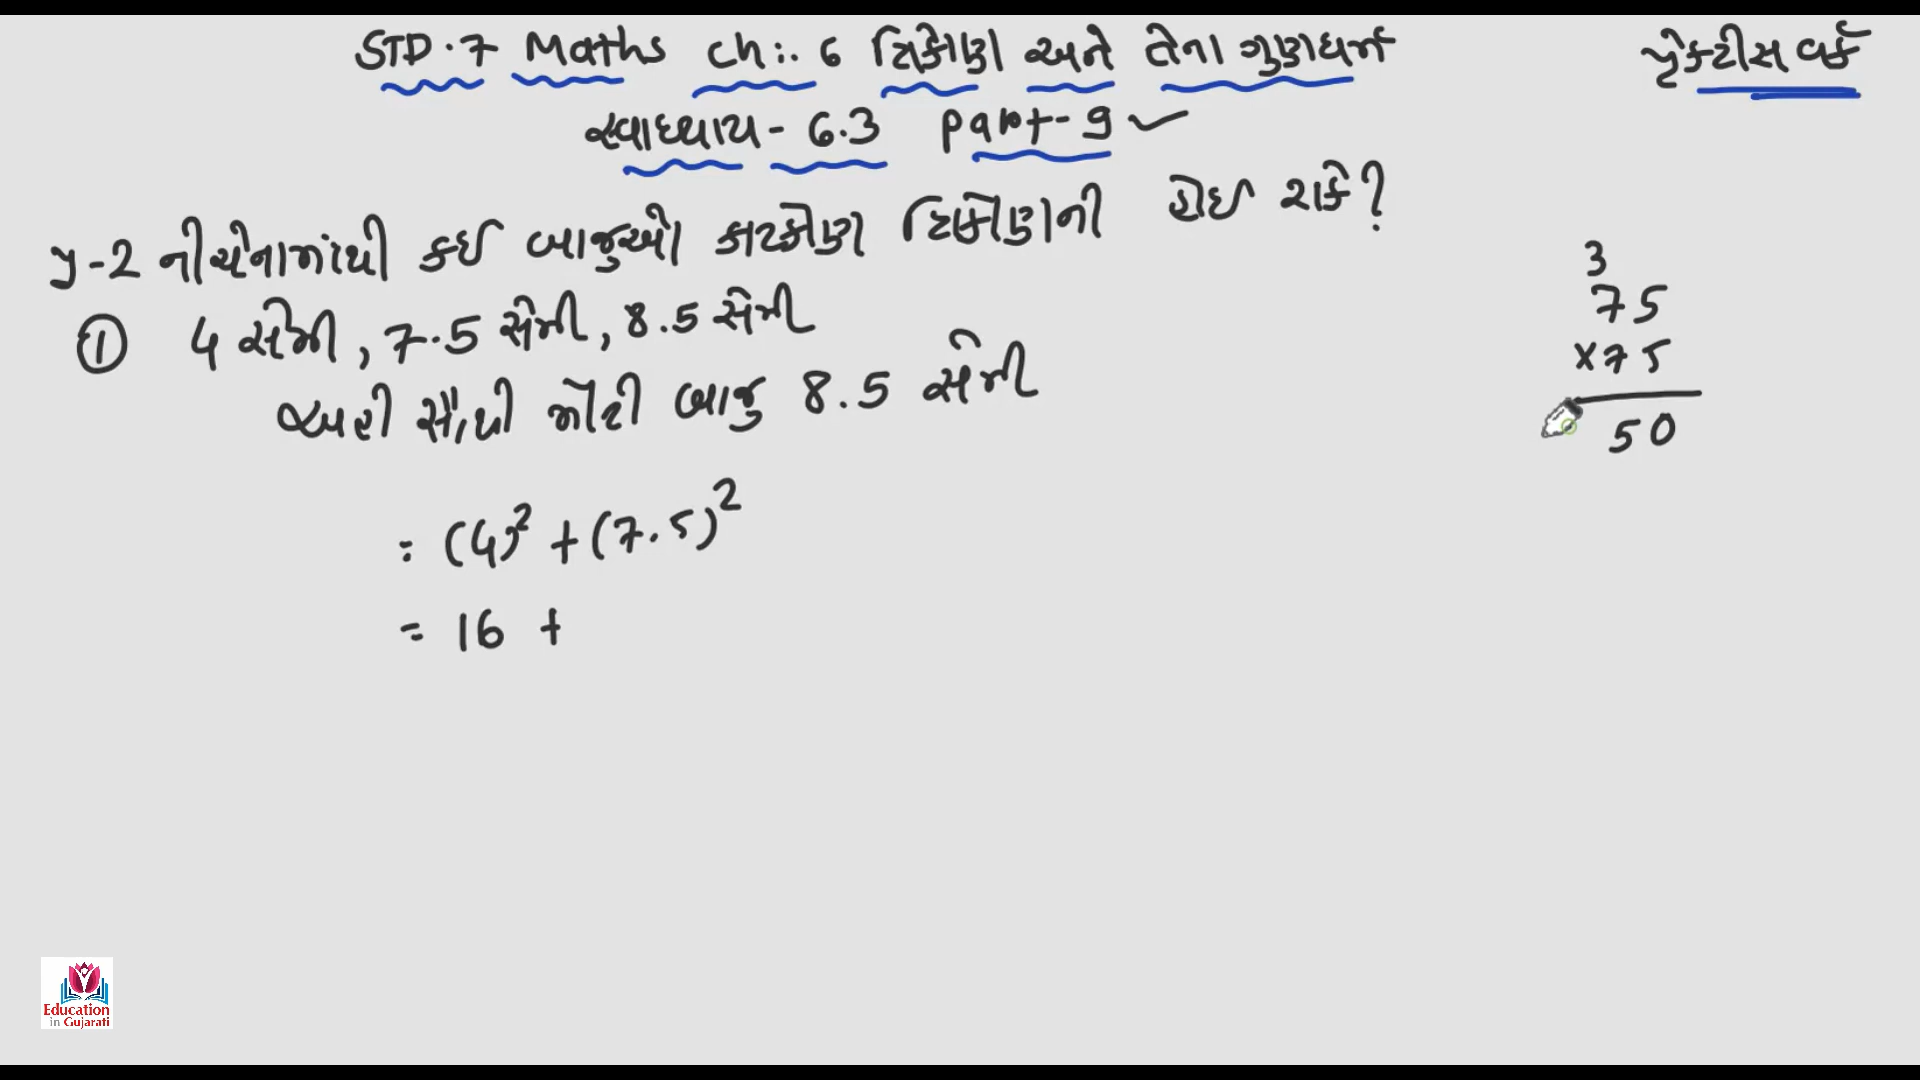 STD.7 Maths ch:. 6 ત્રિકોણ અને તેના ગુણધર્મ
પ્રેક્ટીસ વર્ક
સ્વાધ્યાય - 6.3 part-9
પ્ર-2 નીચેનામાંથી કઈ બાજુઓ કાટકોણ ત્રિકોણની હોઈ શકે?
① 4 સેમી, 7.5 સેમી, 8.5 સેમી
અહી સૌથી મોટી બાજુ 8.5 સેમી
= (4)² + (7.5)²
= 16 +
3
75
x75
50
Education
in Gujarati